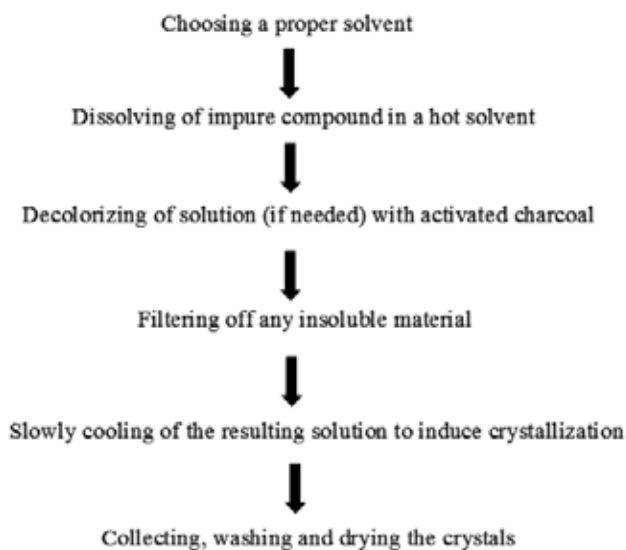 Choosing a proper solvent
Dissolving of impure compound in a hot solvent
Decolorizing of solution (if needed) with activated charcoal
Filtering off any insoluble material
Slowly cooling of the resulting solution to induce crystallization
Collecting, washing and drying the crystals